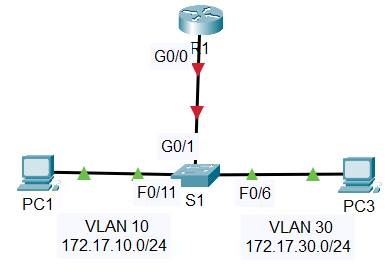 R1
G0/0
G0/1
PC1
F0/11
S1
F0/6
PC3
VLAN 10
172.17.10.0/24
VLAN 30
172.17.30.0/24